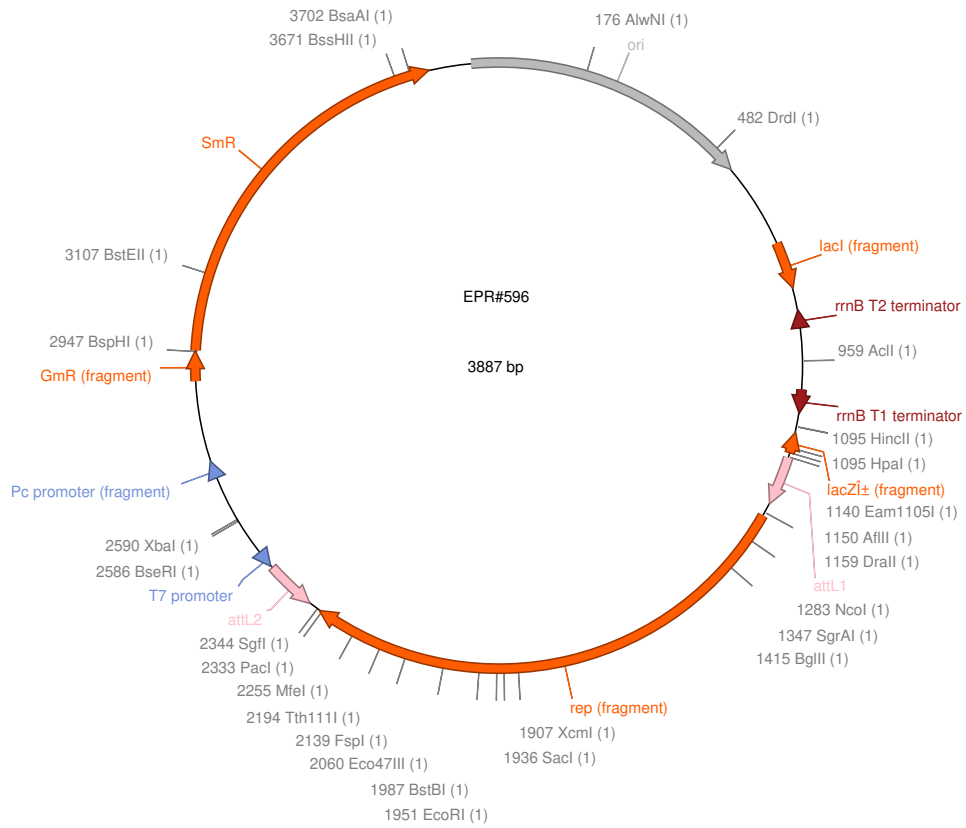 3702 BsaAI (1)
3671 BssHII (1)
176 AlwNI (1)
ori
482 DrdI (1)
SmR
lacI (fragment)
3107 BstEII (1)
EPR#596
rrnB T2 terminator
2947 BspHI (1)
959 AclI (1)
3887 bp
GmR (fragment)
rrnB T1 terminator
1095 HincII (1)
1095 HpaI (1)
Pc promoter (fragment)
lacZÎ± (fragment)
1140 Eam1105I (1)
1150 AflII (1)
2590 XbaI (1)
1159 DraII (1)
2586 BseRI (1)
attL1
T7 promoter
1283 NcoI (1)
attL2
1347 SgrAI (1)
2344 SgfI (1)
1415 BglII (1)
2333 PacI (1)
2255 MfeI (1)
rep (fragment)
2194 Tth111I (1)
1907 XcmI (1)
2139 FspI (1)
1936 SacI (1)
2060 Eco47III (1)
1987 BstBI (1)
1951 EcoRI (1)